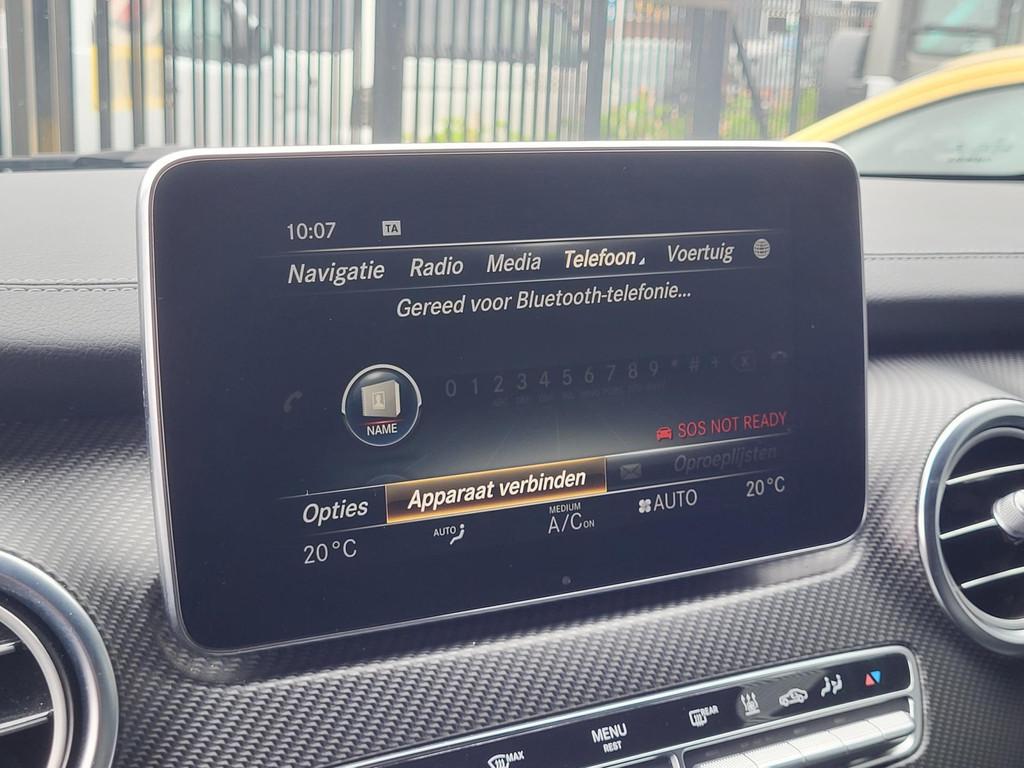 10:07 TA
Navigatie Radio Media Telefoon Voertuig
Gereed voor Bluetooth-telefonie...
0 1 2 3 4 5 6 7 8 9 * # + X
NAME
SOS NOT READY
Opties Apparaat verbinden Oproeplijsten
20°C AUTO MEDIUM A/C ON AUTO 20°C
MAX MENU REST REAR